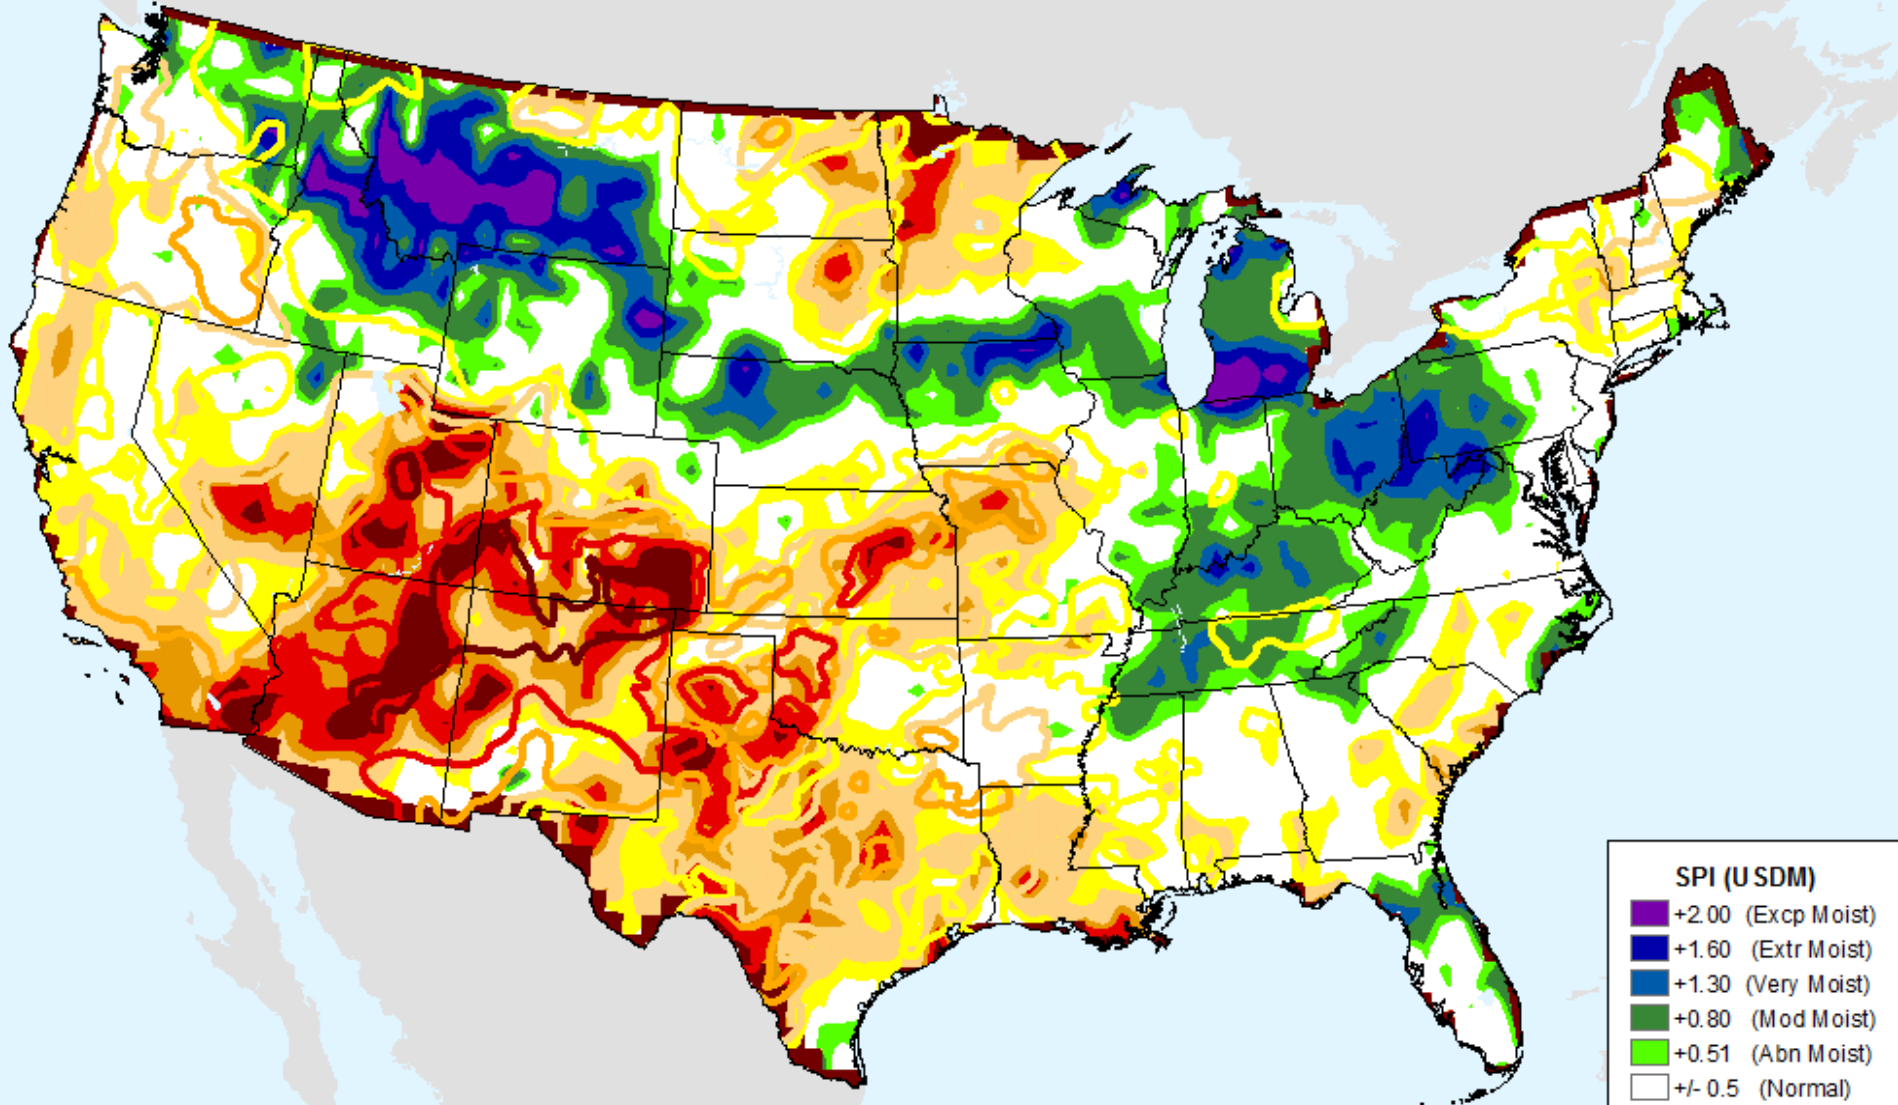 SPI (USDM)
+2.00 (Excp Moist)
+1.60 (Extr Moist)
+1.30 (Very Moist)
+0.80 (Mod Moist)
+0.51 (Abn Moist)
+/- 0.5 (Normal)